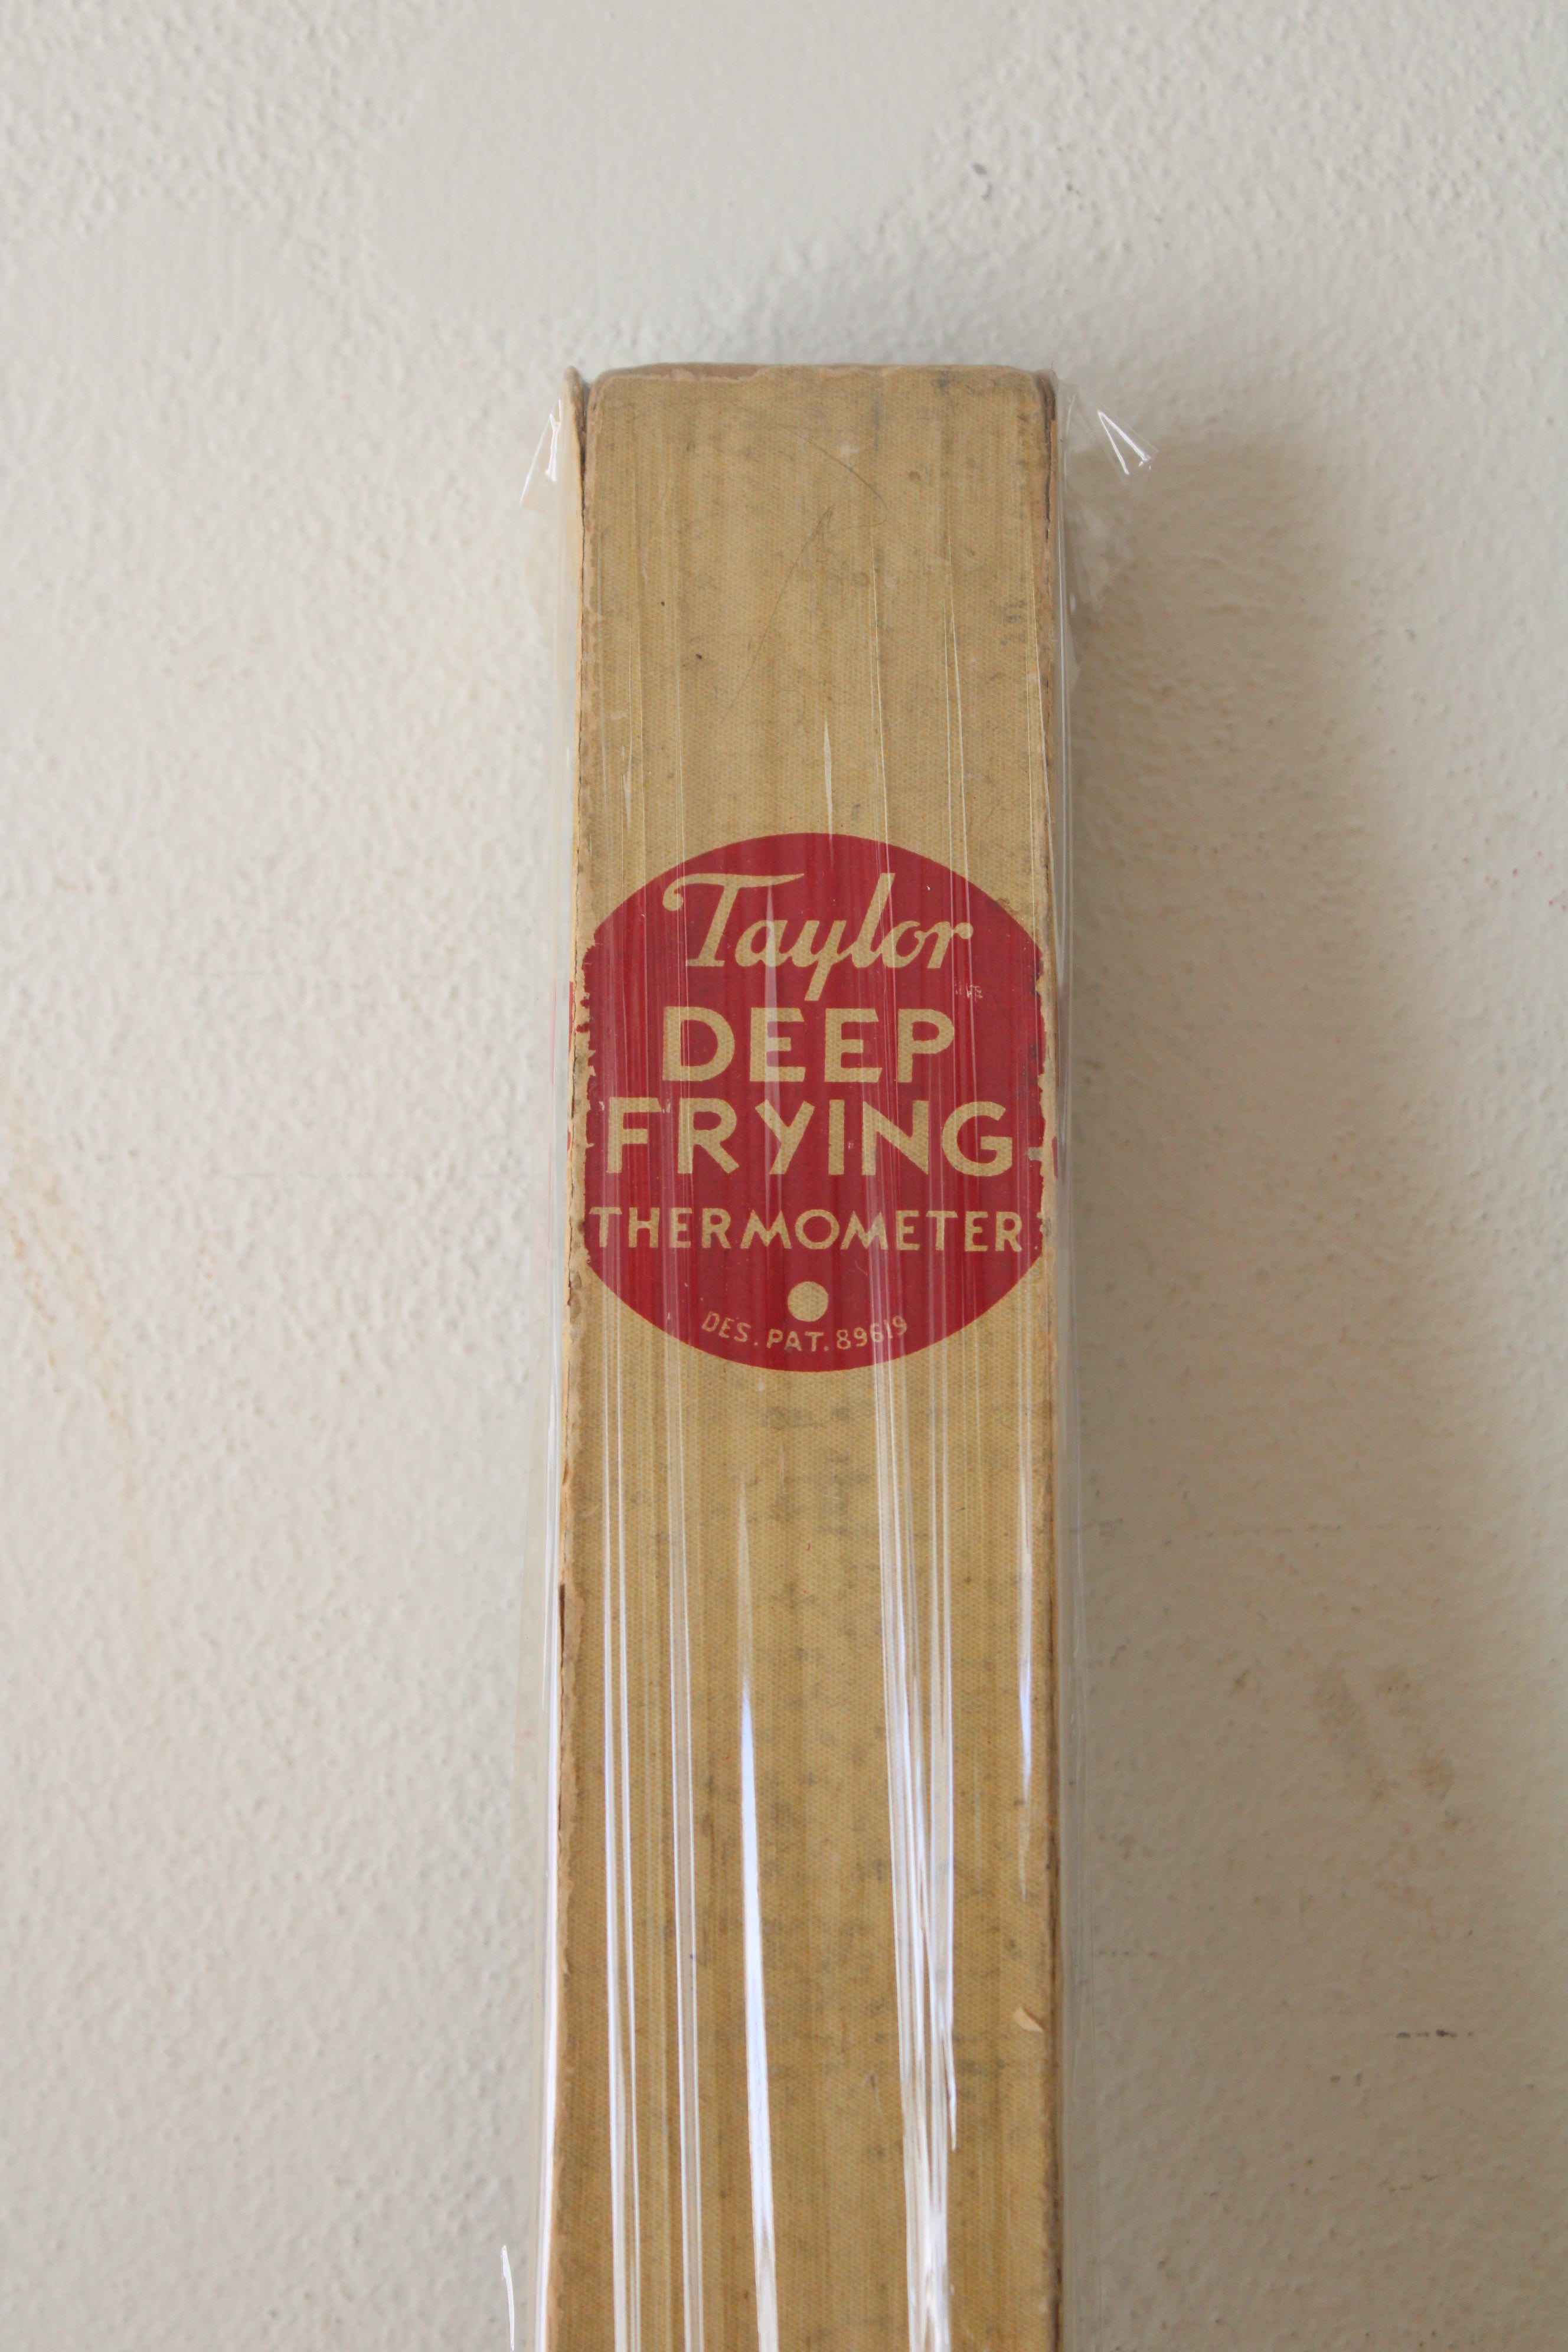 Taylor
DEEP
FRYING
THERMOMETER
DES. PAT. 89619